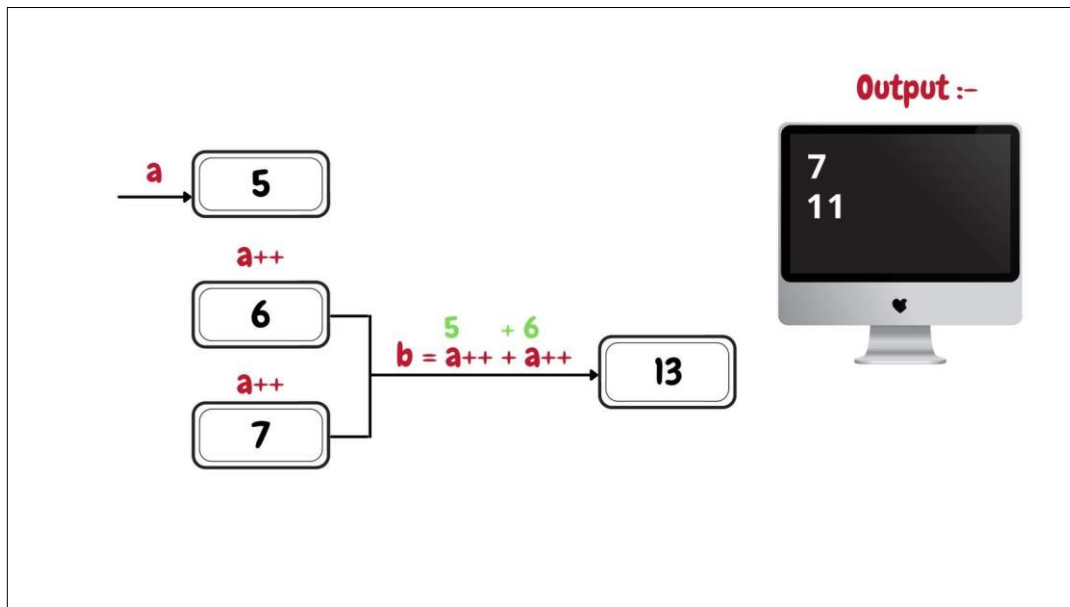 Output :-
7
11
a
5
a++
6
a++
7
5 + 6
b = a++ + a++
13